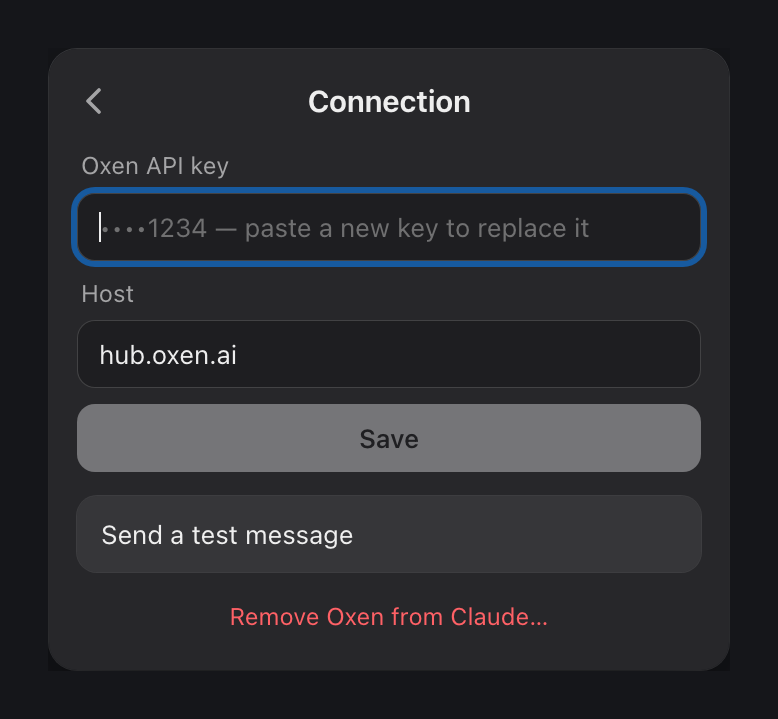 Connection
Oxen API key
••••1234 — paste a new key to replace it
Host
hub.oxen.ai
Save
Send a test message
Remove Oxen from Claude…